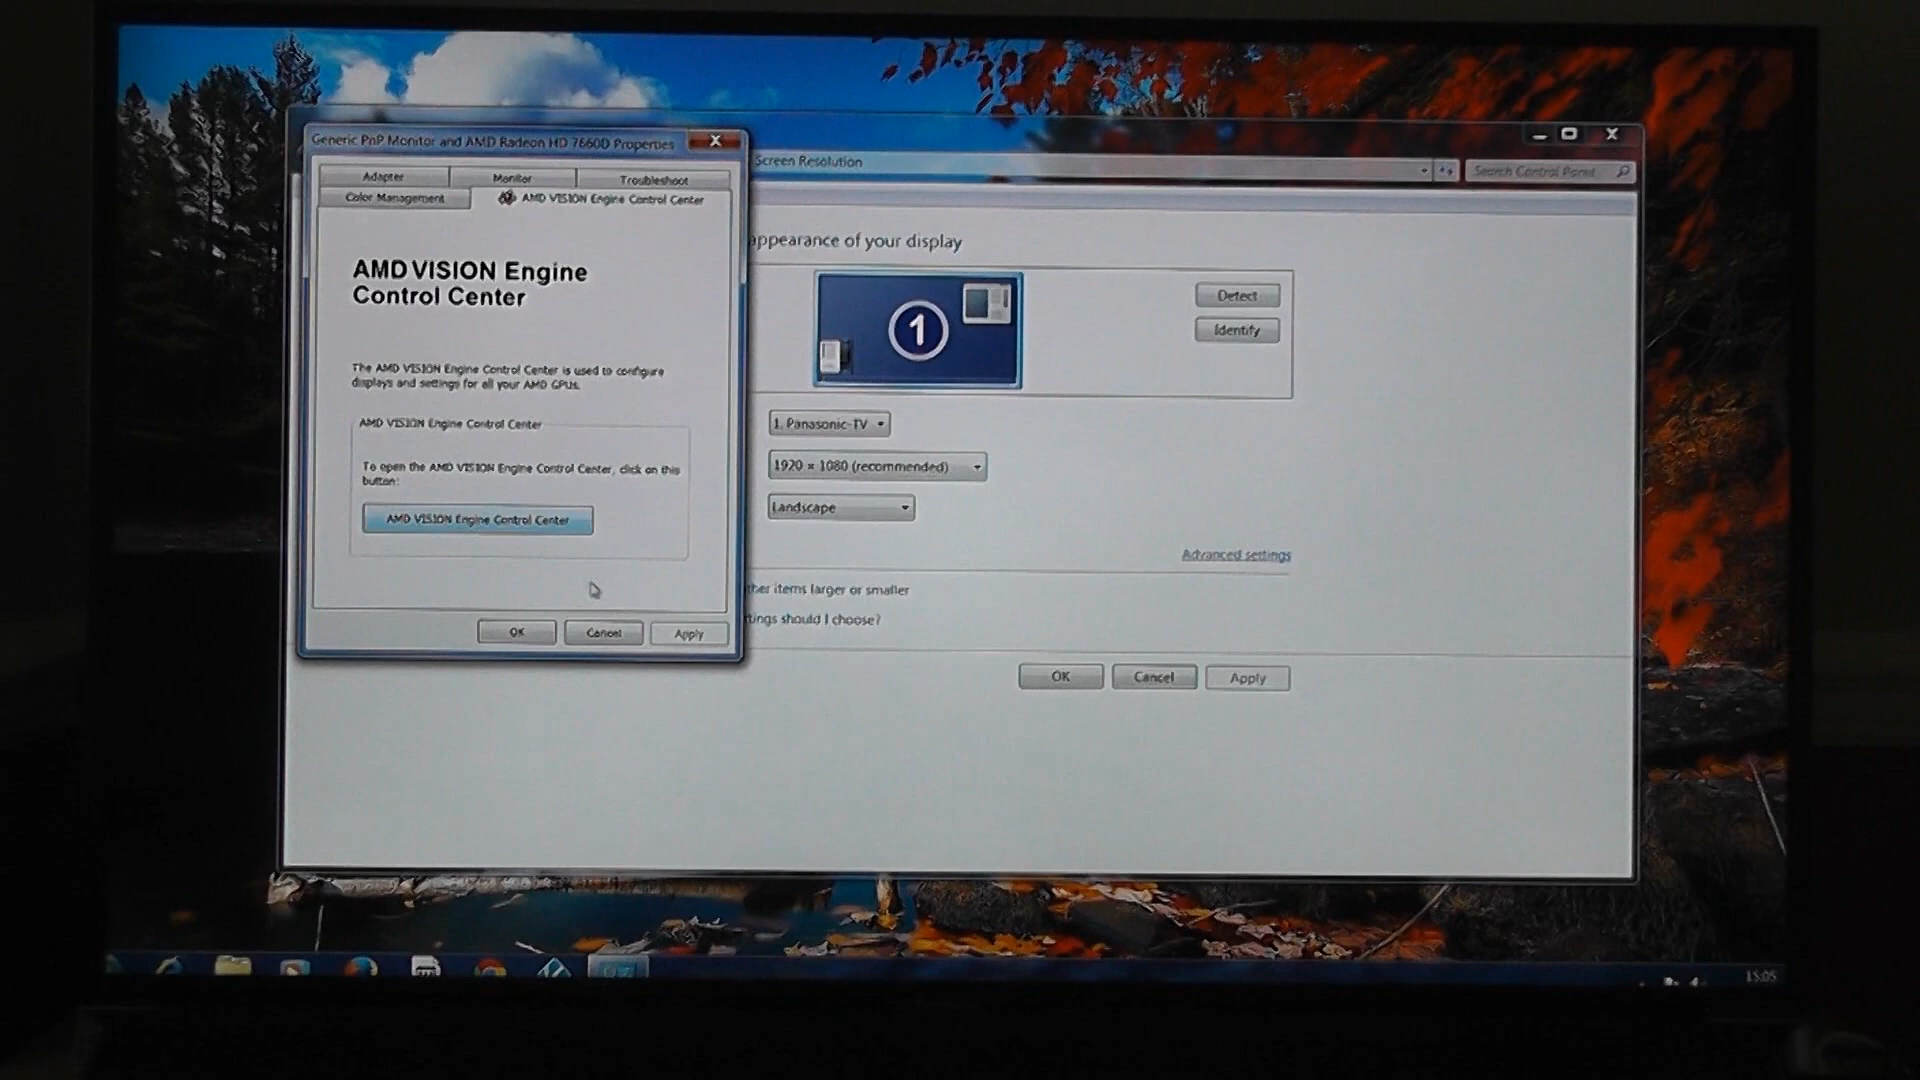 Generic PnP Monitor and AMD Radeon HD 7660D Properties
Adapter
Monitor
Troubleshoot
Color Management
AMD VISION Engine Control Center
AMD VISION Engine
Control Center
The AMD VISION Engine Control Center is used to configure
displays and settings for all your AMD GPUs.
AMD VISION Engine Control Center
To open the AMD VISION Engine Control Center, click on this
button:
AMD VISION Engine Control Center
OK
Cancel
Apply
Screen Resolution
Search Control Panel
appearance of your display
1
Detect
Identify
1. Panasonic-TV
1920 × 1080 (recommended)
Landscape
Advanced settings
ther items larger or smaller
ttings should I choose?
OK
Cancel
Apply
15:05